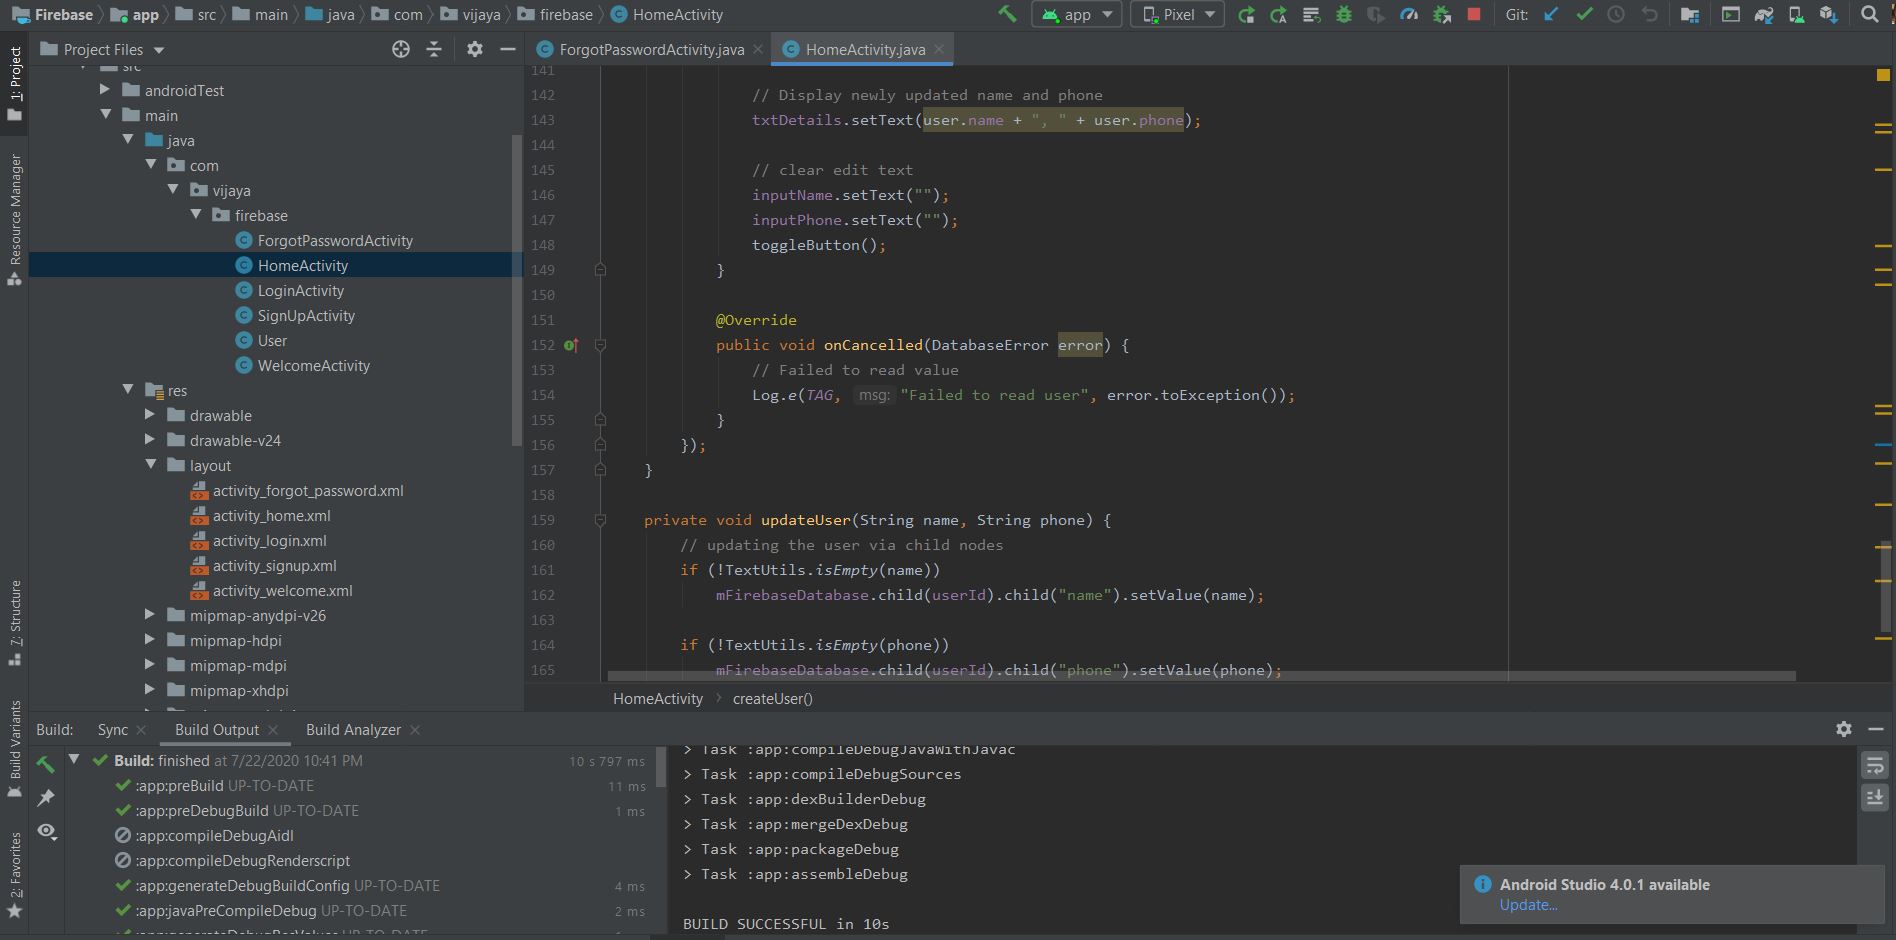 Firebase app src main java com vijaya firebase HomeActivity app Pixel Git:
1: Project
Resource Manager
7: Structure
Build Variants
2: Favorites
Project Files
src
androidTest
main
java
com
vijaya
firebase
ForgotPasswordActivity
HomeActivity
LoginActivity
SignUpActivity
User
WelcomeActivity
res
drawable
drawable-v24
layout
activity_forgot_password.xml
activity_home.xml
activity_login.xml
activity_signup.xml
activity_welcome.xml
mipmap-anydpi-v26
mipmap-hdpi
mipmap-mdpi
mipmap-xhdpi
ForgotPasswordActivity.java HomeActivity.java
141
142 // Display newly updated name and phone
143 txtDetails.setText(user.name + ", " + user.phone);
144
145 // clear edit text
146 inputName.setText("");
147 inputPhone.setText("");
148 toggleButton();
149 }
150
151 @Override
152 public void onCancelled(DatabaseError error) {
153 // Failed to read value
154 Log.e(TAG, msg: "Failed to read user", error.toException());
155 }
156 });
157 }
158
159 private void updateUser(String name, String phone) {
160 // updating the user via child nodes
161 if (!TextUtils.isEmpty(name))
162 mFirebaseDatabase.child(userId).child("name").setValue(name);
163
164 if (!TextUtils.isEmpty(phone))
165 mFirebaseDatabase.child(userId).child("phone").setValue(phone);
HomeActivity createUser()
Build: Sync Build Output Build Analyzer
Build: finished at 7/22/2020 10:41 PM 10 s 797 ms
:app:preBuild UP-TO-DATE 11 ms
:app:preDebugBuild UP-TO-DATE 1 ms
:app:compileDebugAidl
:app:compileDebugRenderscript
:app:generateDebugBuildConfig UP-TO-DATE 4 ms
:app:javaPreCompileDebug UP-TO-DATE 2 ms
:app:generateDebugResValues UP-TO-DATE
> Task :app:compileDebugJavaWithJavac
> Task :app:compileDebugSources
> Task :app:dexBuilderDebug
> Task :app:mergeDexDebug
> Task :app:packageDebug
> Task :app:assembleDebug
BUILD SUCCESSFUL in 10s
Android Studio 4.0.1 available
Update...